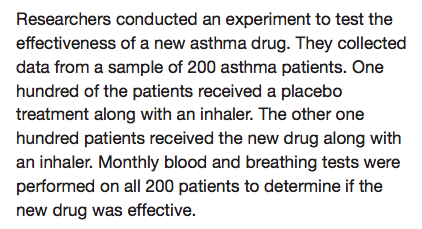 Researchers conducted an experiment to test the
effectiveness of a new asthma drug. They collected
data from a sample of 200 asthma patients. One
hundred of the patients received a placebo
treatment along with an inhaler. The other one
hundred patients received the new drug along with
an inhaler. Monthly blood and breathing tests were
performed on all 200 patients to determine if the
new drug was effective.